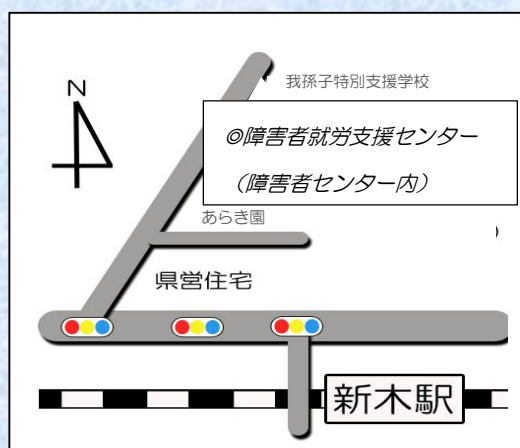 N
我孫子特別支援学校
◎障害者就労支援センター
（障害者センター内）
あらき園
県営住宅
新木駅